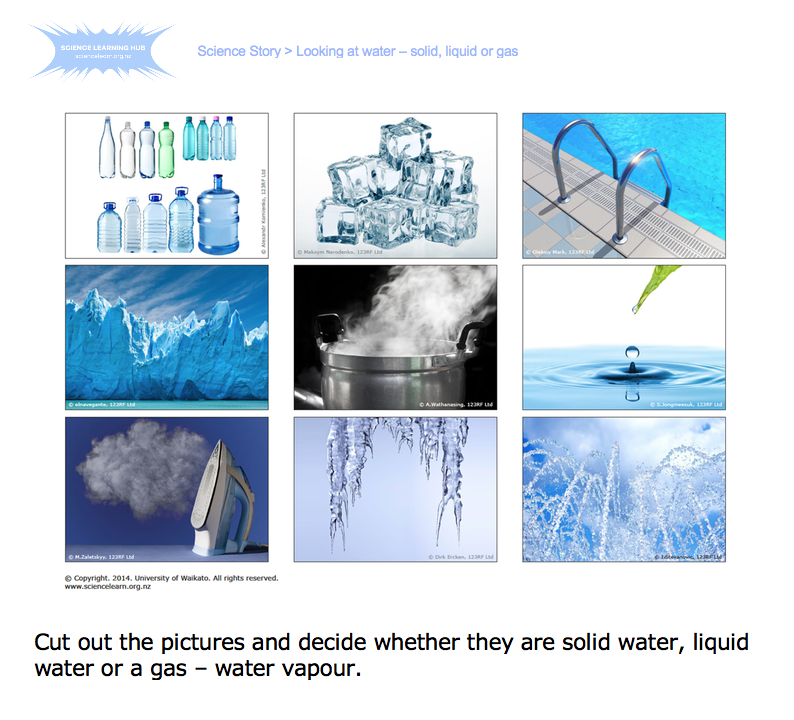 SCIENCE LEARNING HUB
sciencelearn.org.nz
Science Story > Looking at water – solid, liquid or gas
© Alexandr Kornienko, 123RF Ltd
© Maksym Narodenko, 123RF Ltd
© Oleksiy Mark, 123RF Ltd
© elnavegante, 123RF Ltd
© A.Wathanasing, 123RF Ltd
© S.Jongmeesuk, 123RF Ltd
© M.Zaletskyy, 123RF Ltd
© Dirk Ercken, 123RF Ltd
123RF Ltd
© Copyright. 2014. University of Waikato. All rights reserved.
www.sciencelearn.org.nz
Cut out the pictures and decide whether they are solid water, liquid
water or a gas – water vapour.